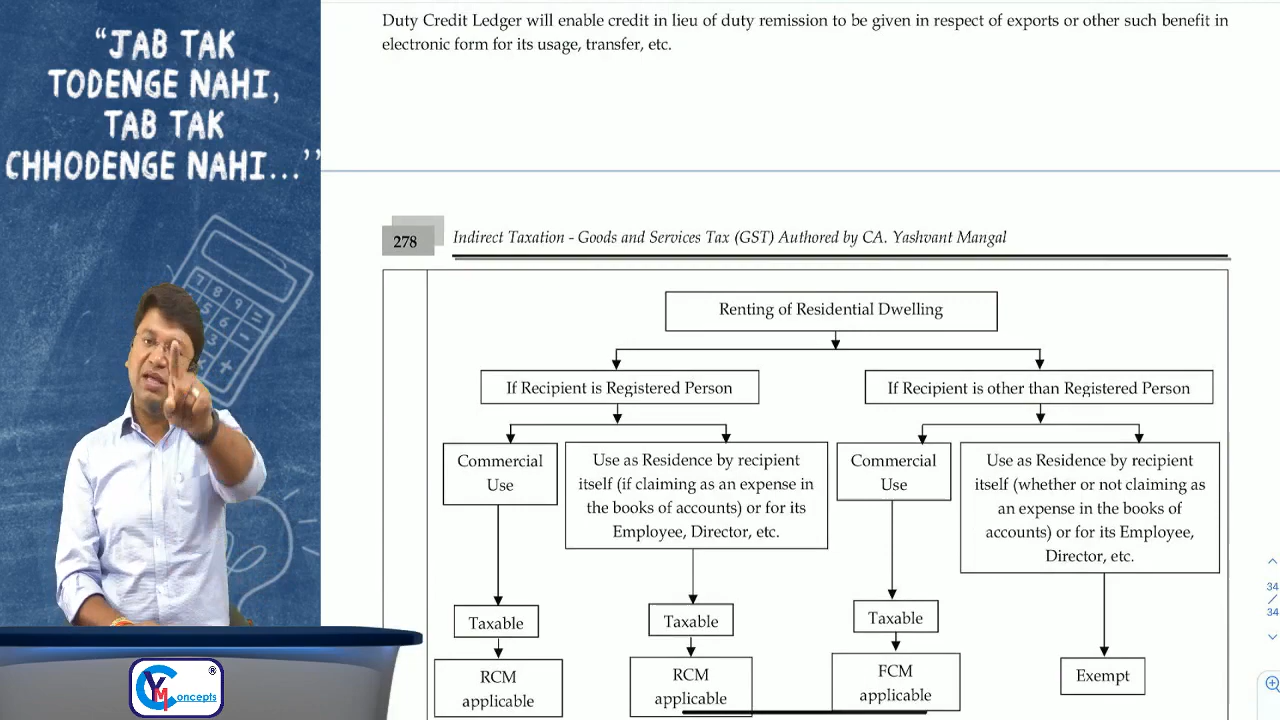 “JAB TAK
TODENGE NAHI,
TAB TAK
CHHODENGE NAHI...’’
Duty Credit Ledger will enable credit in lieu of duty remission to be given in respect of exports or other such benefit in
electronic form for its usage, transfer, etc.
278
Indirect Taxation - Goods and Services Tax (GST) Authored by CA. Yashvant Mangal
Renting of Residential Dwelling
If Recipient is Registered Person
If Recipient is other than Registered Person
Commercial
Use
Use as Residence by recipient
itself (if claiming as an expense in
the books of accounts) or for its
Employee, Director, etc.
Commercial
Use
Use as Residence by recipient
itself (whether or not claiming as
an expense in the books of
accounts) or for its Employee,
Director, etc.
Taxable
Taxable
Taxable
RCM
applicable
RCM
applicable
FCM
applicable
Exempt
34
/
34
CYM oncepts
®